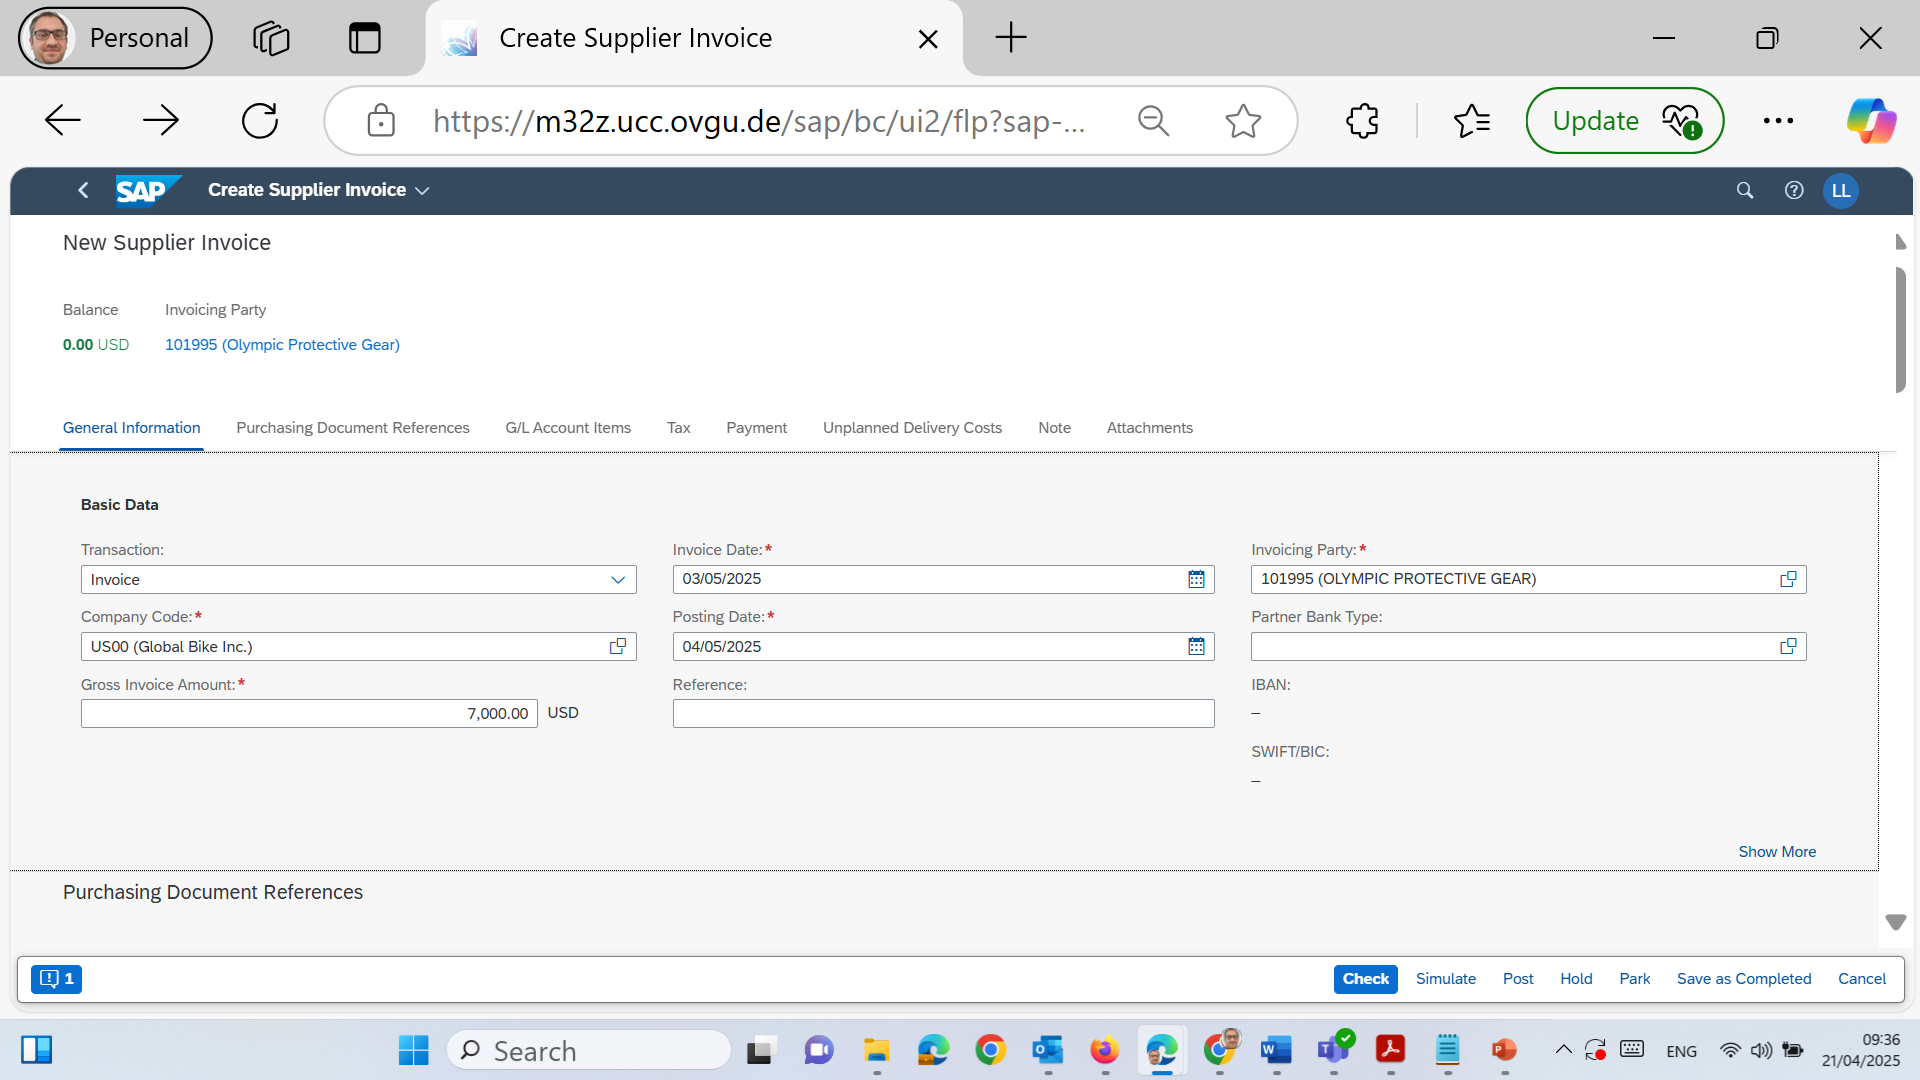 Personal
Create Supplier Invoice
https://m32z.ucc.ovgu.de/sap/bc/ui2/flp?sap-...
Update
SAP
Create Supplier Invoice
LL
New Supplier Invoice
Balance
Invoicing Party
0.00 USD
101995 (Olympic Protective Gear)
General Information
Purchasing Document References
G/L Account Items
Tax
Payment
Unplanned Delivery Costs
Note
Attachments
Basic Data
Transaction:
Invoice Date:*
Invoicing Party:*
Invoice
03/05/2025
101995 (OLYMPIC PROTECTIVE GEAR)
Company Code:*
Posting Date:*
Partner Bank Type:
US00 (Global Bike Inc.)
04/05/2025
Gross Invoice Amount:*
Reference:
IBAN:
7,000.00 USD
–
SWIFT/BIC:
–
Show More
Purchasing Document References
1
Check
Simulate
Post
Hold
Park
Save as Completed
Cancel
Search
ENG
09:36
21/04/2025